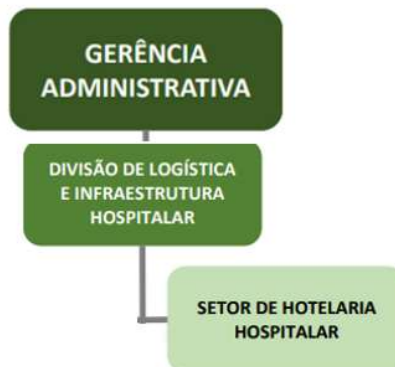 GERÊNCIA
ADMINISTRATIVA
DIVISÃO DE LOGÍSTICA
E INFRAESTRUTURA
HOSPITALAR
SETOR DE HOTELARIA
HOSPITALAR